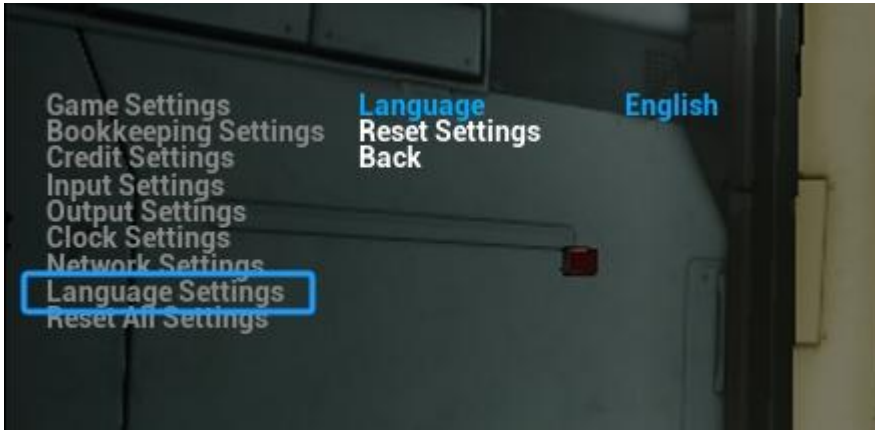 Game Settings
Bookkeeping Settings
Credit Settings
Input Settings
Output Settings
Clock Settings
Network Settings
Language Settings
Reset All Settings
Language English
Reset Settings
Back